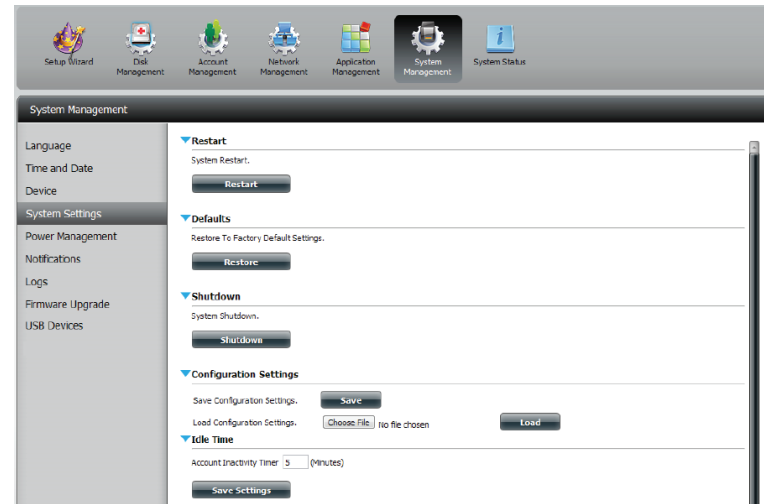 Setup Wizard
Disk Management
Account Management
Network Management
Application Management
System Management
System Status
System Management
Language
Time and Date
Device
System Settings
Power Management
Notifications
Logs
Firmware Upgrade
USB Devices
Restart
System Restart.
Restart
Defaults
Restore To Factory Default Settings.
Restore
Shutdown
System Shutdown.
Shutdown
Configuration Settings
Save Configuration Settings. Save
Load Configuration Settings. Choose File No file chosen Load
Idle Time
Account Inactivity Timer 5 (Minutes)
Save Settings